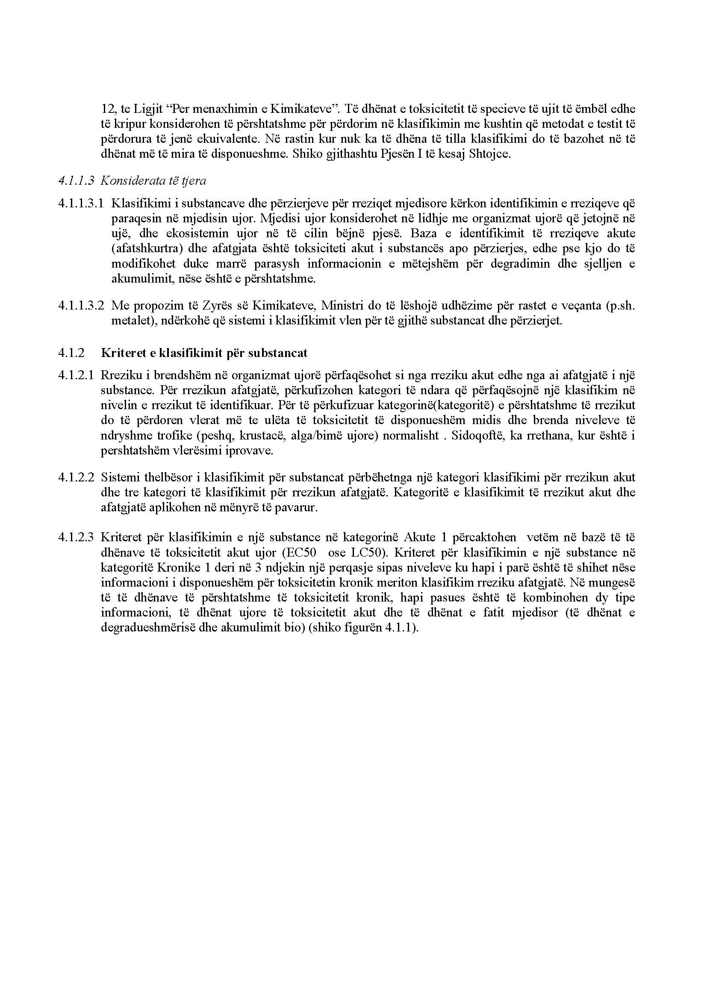 12, te Ligjit “Per menaxhimin e Kimikateve”. Të dhënat e toksicitetit të specieve të ujit të ëmbël edhe
të kripur konsiderohen të përshtatshme për përdorim në klasifikimin me kushtin që metodat e testit të
përdorura të jenë ekuivalente. Në rastin kur nuk ka të dhëna të tilla klasifikimi do të bazohet në të
dhënat më të mira të disponueshme. Shiko gjithashtu Pjesën I të kesaj Shtojce.
4.1.1.3 Konsiderata të tjera
4.1.1.3.1 Klasifikimi i substancave dhe përzierjeve për rreziqet mjedisore kërkon identifikimin e rreziqeve që
paraqesin në mjedisin ujor. Mjedisi ujor konsiderohet në lidhje me organizmat ujorë që jetojnë në
ujë, dhe ekosistemin ujor në të cilin bëjnë pjesë. Baza e identifikimit të rreziqeve akute
(afatshkurtra) dhe afatgjata është toksiciteti akut i substancës apo përzierjes, edhe pse kjo do të
modifikohet duke marrë parasysh informacionin e mëtejshëm për degradimin dhe sjelljen e
akumulimit, nëse është e përshtatshme.
4.1.1.3.2 Me propozim të Zyrës së Kimikateve, Ministri do të lëshojë udhëzime për rastet e veçanta (p.sh.
metalet), ndërkohë që sistemi i klasifikimit vlen për të gjithë substancat dhe përzierjet.
4.1.2 Kriteret e klasifikimit për substancat
4.1.2.1 Rreziku i brendshëm në organizmat ujorë përfaqësohet si nga rreziku akut edhe nga ai afatgjatë i një
substance. Për rrezikun afatgjatë, përkufizohen kategori të ndara që përfaqësojnë një klasifikim në
nivelin e rrezikut të identifikuar. Për të përkufizuar kategorinë(kategoritë) e përshtatshme të rrezikut
do të përdoren vlerat më te ulëta të toksicitetit të disponueshëm midis dhe brenda niveleve të
ndryshme trofike (peshq, krustacë, alga/bimë ujore) normalisht . Sidoqoftë, ka rrethana, kur është i
pershtatshëm vlerësimi iprovave.
4.1.2.2 Sistemi thelbësor i klasifikimit për substancat përbëhetnga një kategori klasifikimi për rrezikun akut
dhe tre kategori të klasifikimit për rrezikun afatgjatë. Kategoritë e klasifikimit të rrezikut akut dhe
afatgjatë aplikohen në mënyrë të pavarur.
4.1.2.3 Kriteret për klasifikimin e një substance në kategorinë Akute 1 përcaktohen vetëm në bazë të të
dhënave të toksicitetit akut ujor (EC50 ose LC50). Kriteret për klasifikimin e një substance në
kategoritë Kronike 1 deri në 3 ndjekin një perqasje sipas niveleve ku hapi i parë është të shihet nëse
informacioni i disponueshëm për toksicitetin kronik meriton klasifikim rreziku afatgjatë. Në mungesë
të të dhënave të përshtatshme të toksicitetit kronik, hapi pasues është të kombinohen dy tipe
informacioni, të dhënat ujore të toksicitetit akut dhe të dhënat e fatit mjedisor (të dhënat e
degradueshmërisë dhe akumulimit bio) (shiko figurën 4.1.1).